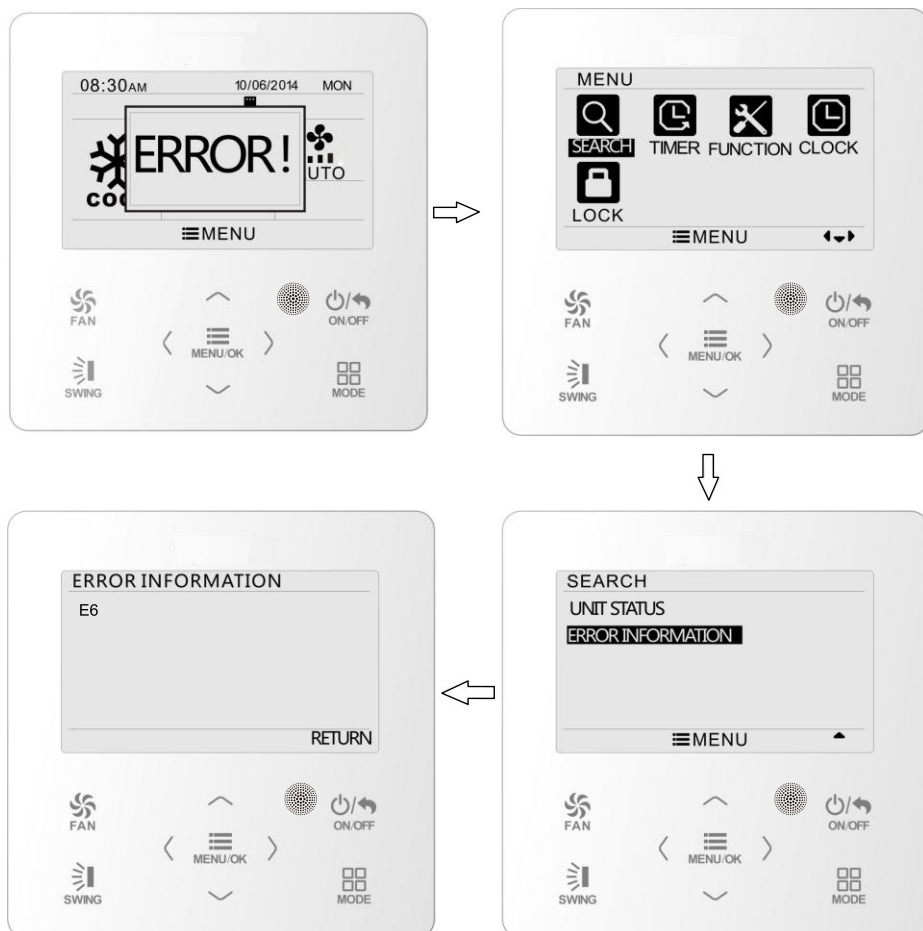 08:30AM 10/06/2014 MON
ERROR!
COO
UTO
MENU
FAN
MENU/OK
ON/OFF
SWING
MODE
MENU
SEARCH TIMER FUNCTION CLOCK
LOCK
MENU
FAN
MENU/OK
ON/OFF
SWING
MODE
ERROR INFORMATION
E6
RETURN
FAN
MENU/OK
ON/OFF
SWING
MODE
SEARCH
UNIT STATUS
ERROR INFORMATION
MENU
FAN
MENU/OK
ON/OFF
SWING
MODE